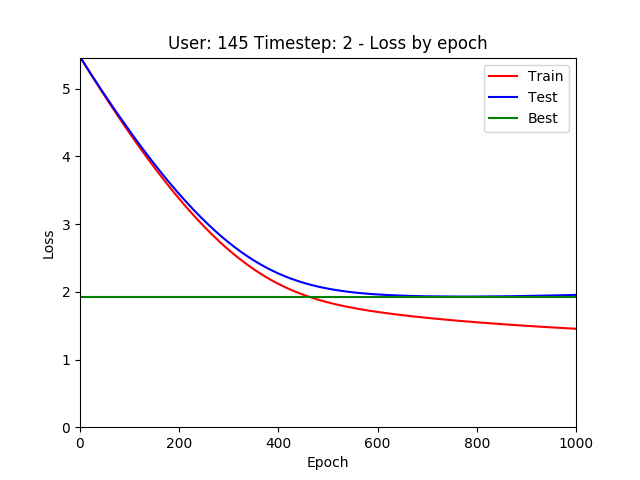 User: 145 Timestep: 2 - Loss by epoch
Train
Test
Best
Loss
5
4
3
2
1
0
0 200 400 600 800 1000
Epoch